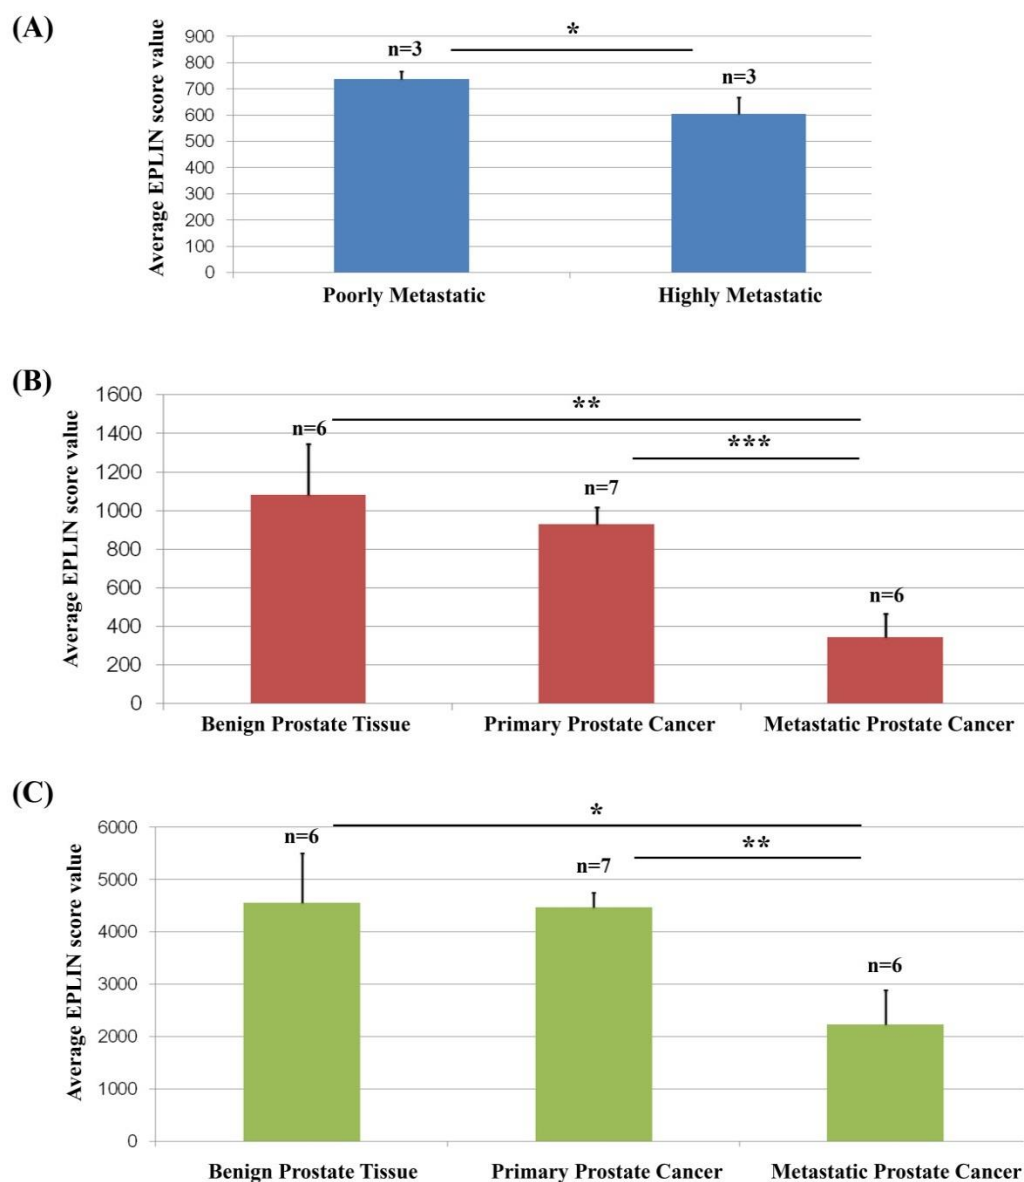 (A)
Average EPLIN score value
900
800
700
600
500
400
300
200
100
0
n=3
*
n=3
Poorly Metastatic
Highly Metastatic
(B)
Average EPLIN score value
1600
1400
1200
1000
800
600
400
200
0
**
n=6
***
n=7
n=6
Benign Prostate Tissue
Primary Prostate Cancer
Metastatic Prostate Cancer
(C)
Average EPLIN score value
6000
5000
4000
3000
2000
1000
0
*
n=6
**
n=7
n=6
Benign Prostate Tissue
Primary Prostate Cancer
Metastatic Prostate Cancer